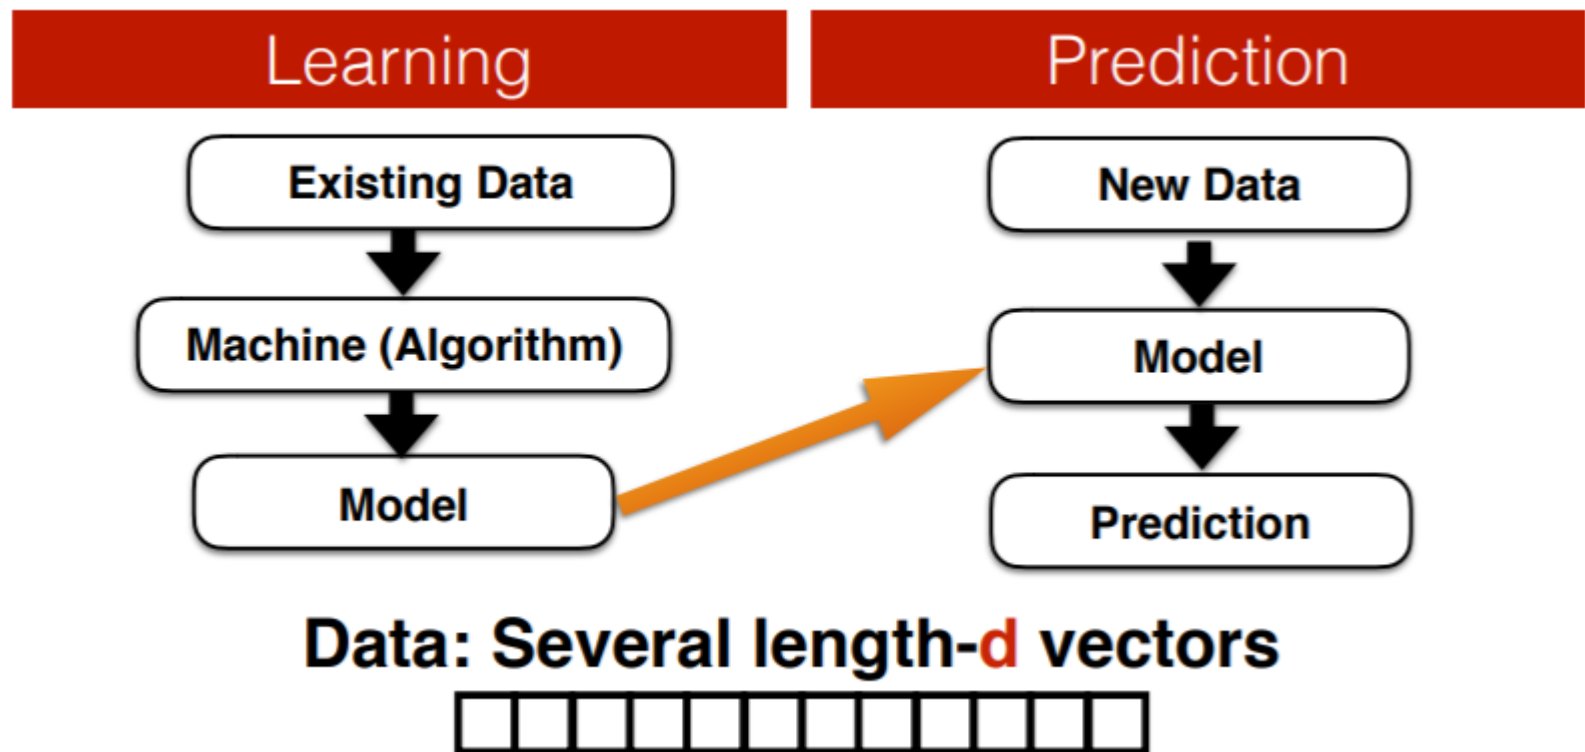 Learning
Existing Data
Machine (Algorithm)
Model
Prediction
New Data
Model
Prediction
Data: Several length-d vectors